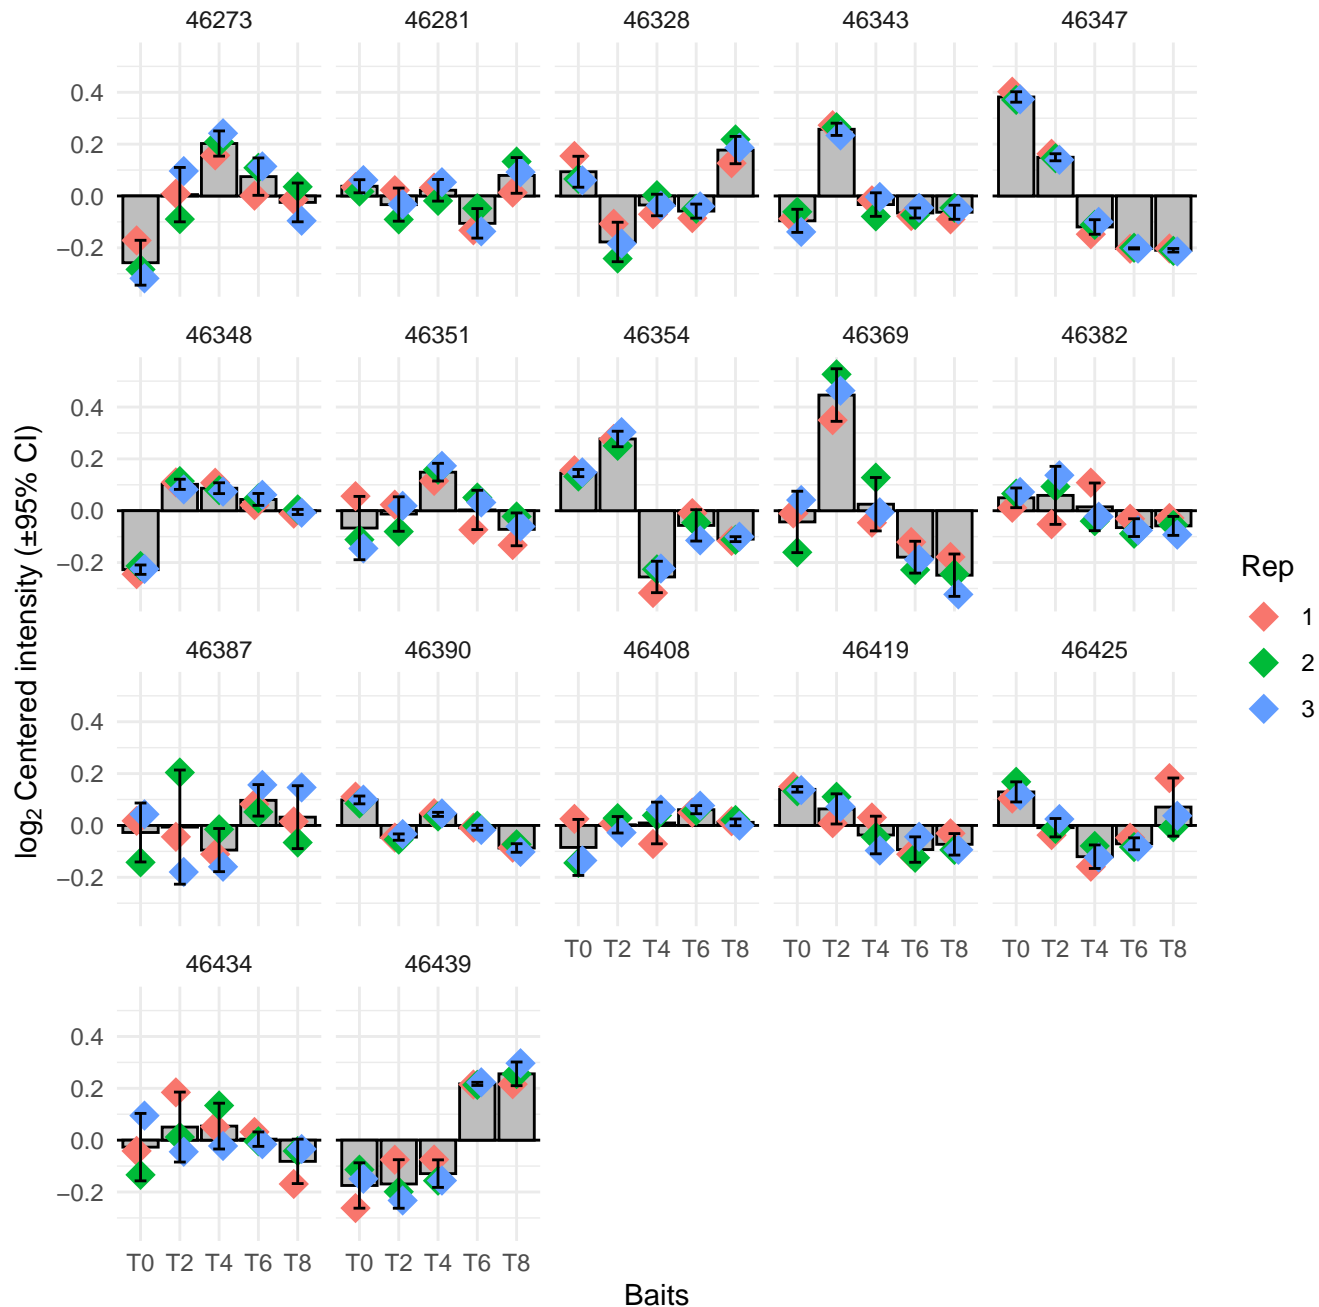 46273 46281 46328 46343 46347
0.4
0.2
0.0
−0.2
46348 46351 46354 46369 46382
0.4
0.2
0.0
−0.2
46387 46390 46408 46419 46425
0.4
0.2
0.0
−0.2
T0 T2 T4 T6 T8 T0 T2 T4 T6 T8 T0 T2 T4 T6 T8
46434 46439
0.4
0.2
0.0
−0.2
T0 T2 T4 T6 T8 T0 T2 T4 T6 T8
Baits
log₂ Centered intensity (±95% CI)
Rep
1
2
3